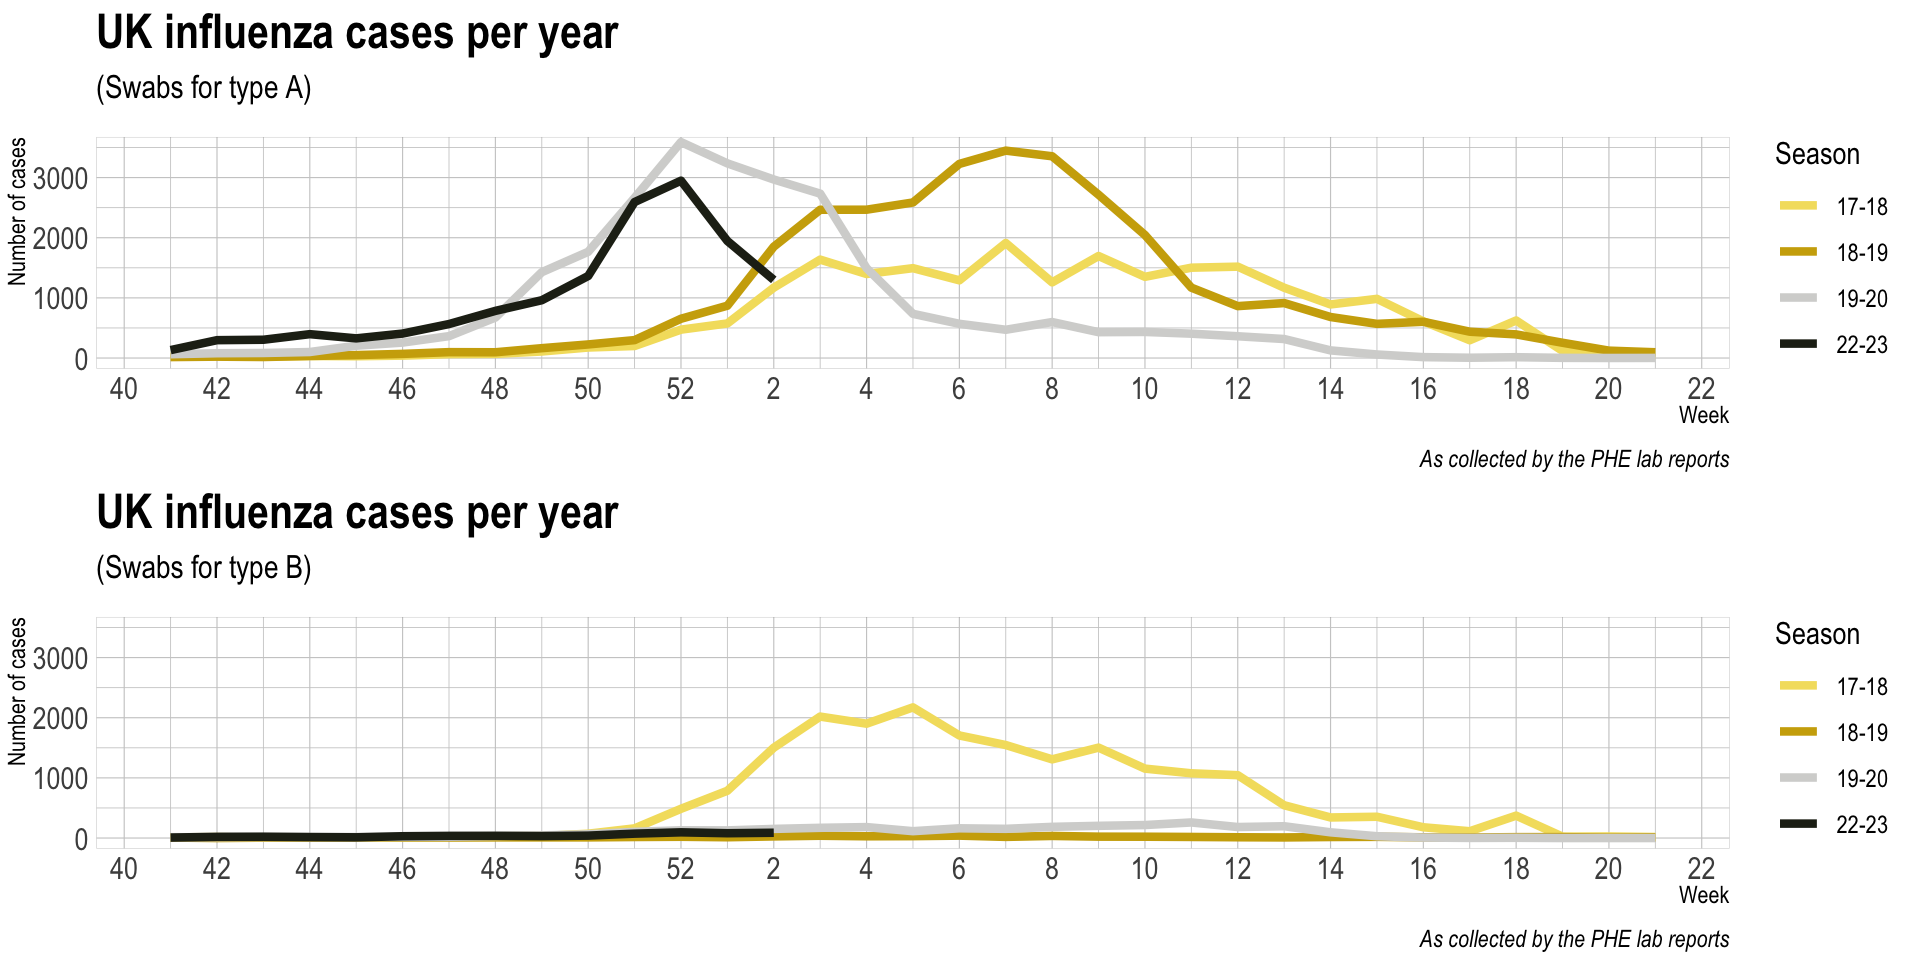 UK influenza cases per year
(Swabs for type A)
Number of cases
3000
2000
1000
0
40 42 44 46 48 50 52 2 4 6 8 10 12 14 16 18 20 22
Week
Season
17-18
18-19
19-20
22-23
As collected by the PHE lab reports
UK influenza cases per year
(Swabs for type B)
Number of cases
3000
2000
1000
0
40 42 44 46 48 50 52 2 4 6 8 10 12 14 16 18 20 22
Week
Season
17-18
18-19
19-20
22-23
As collected by the PHE lab reports